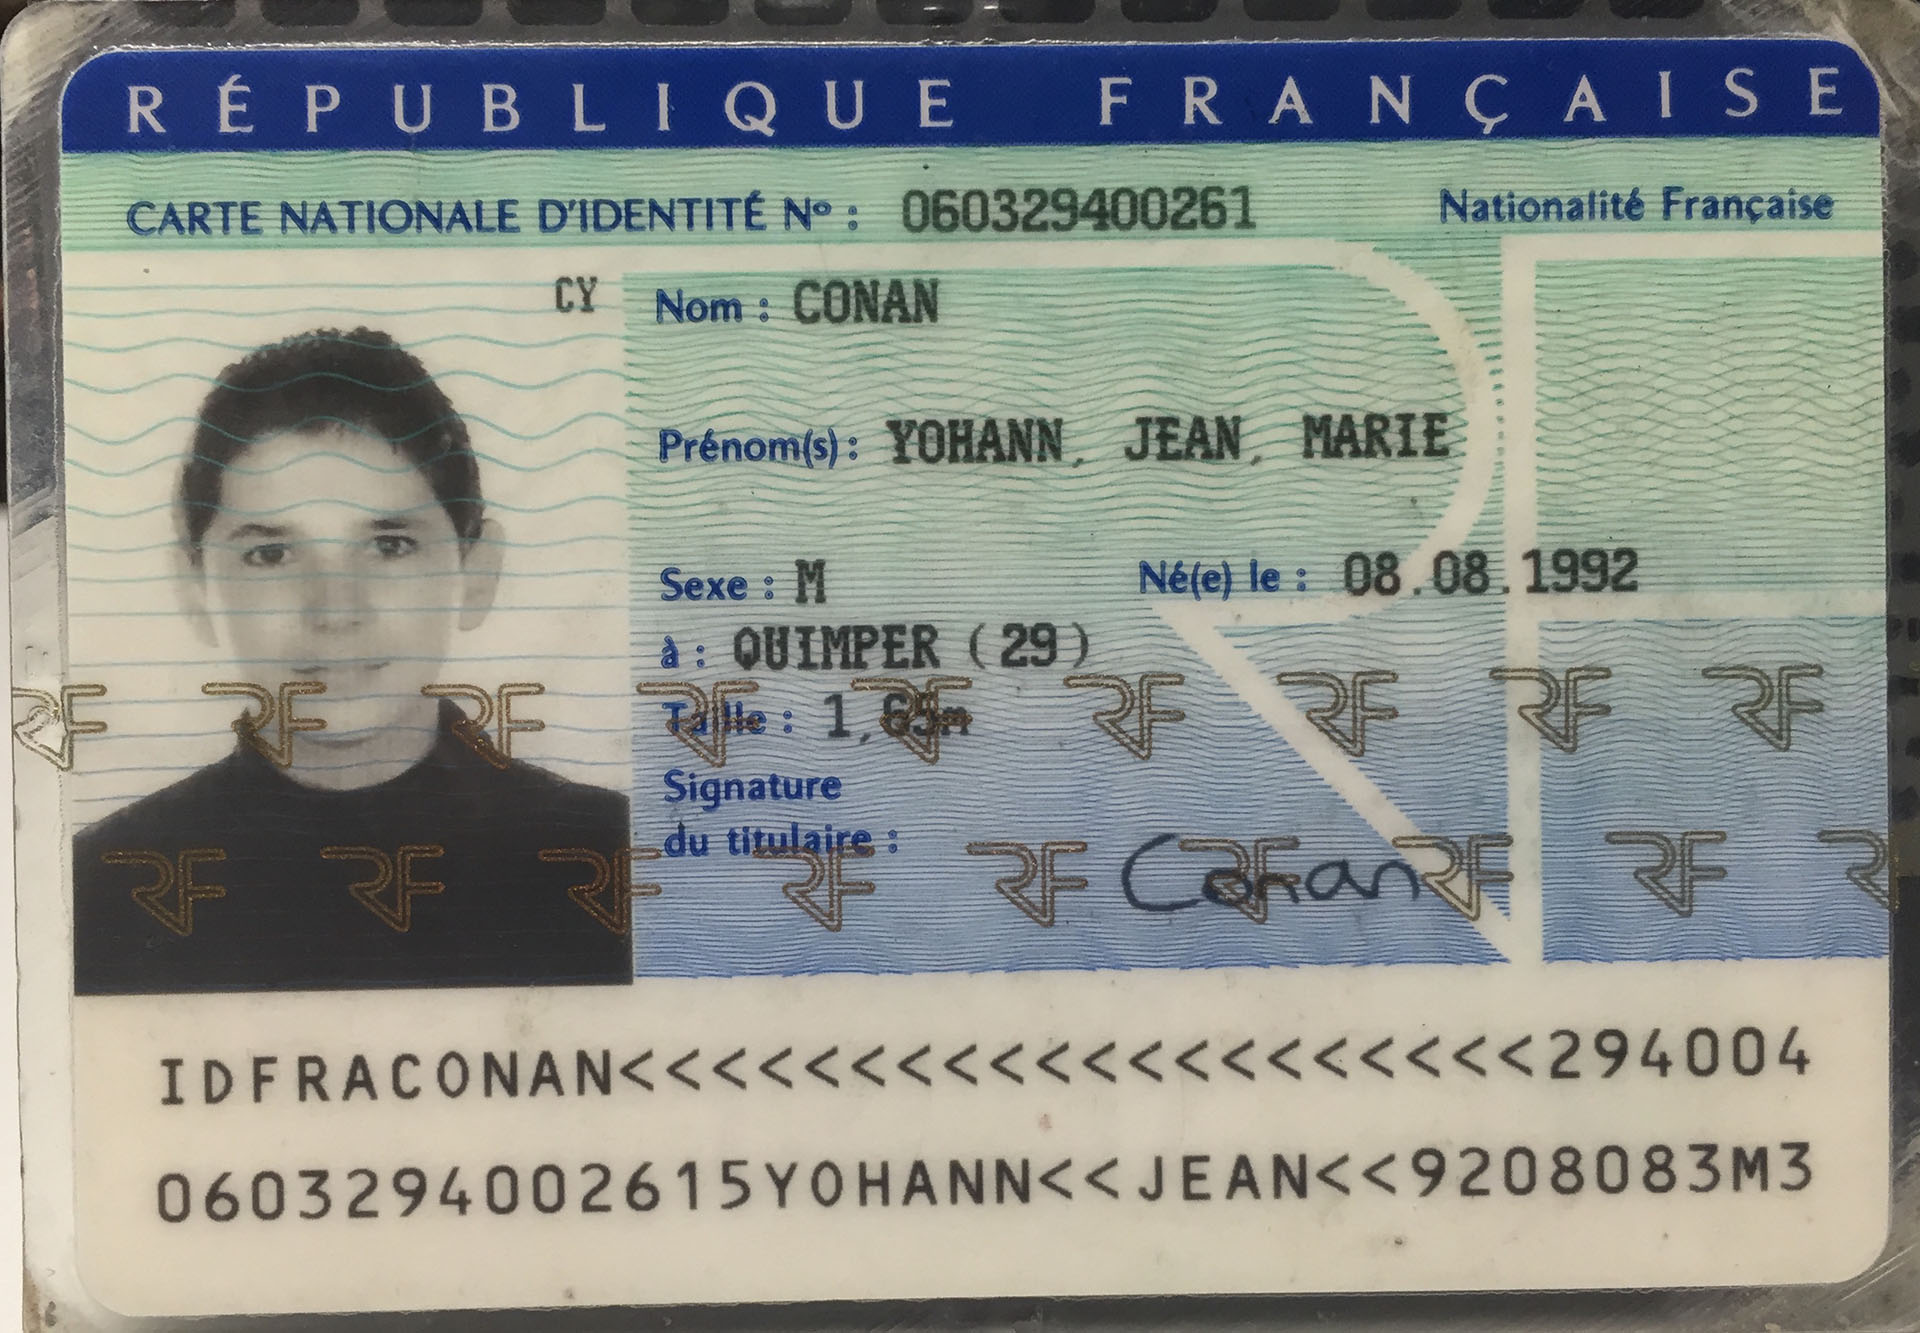 RÉPUBLIQUE FRANÇAISE
CARTE NATIONALE D'IDENTITÉ Nº : 060329400261 Nationalité Française
CY
Nom : CONAN
Prénom(s) : YOHANN, JEAN, MARIE
Sexe : M Né(e) le : 08.08.1992
à : QUIMPER (29)
Taille : 
RF RF RF RF RF RF RF RF RF
Signature
du titulaire :
Conan
RF RF RF RF RF RF RF RF RF
IDFRACONAN<<<<<<<<<<<<<<<<<<<<294004
0603294002615YOHANN<<JEAN<<9208083M3